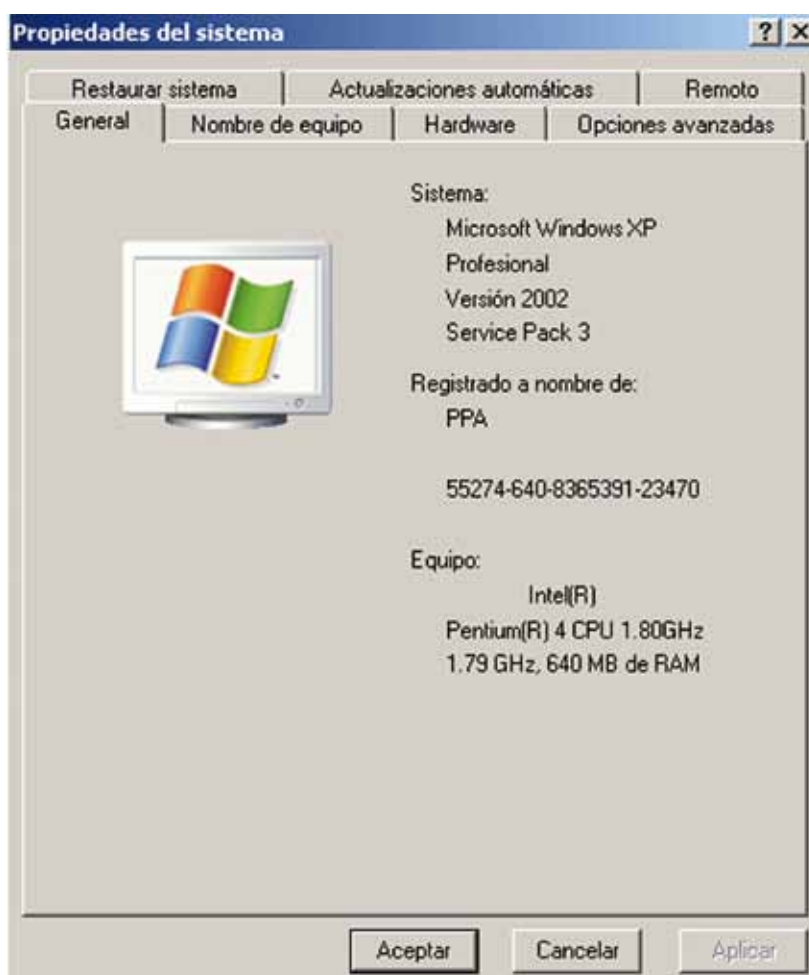 Propiedades del sistema
Restaurar sistema
Actualizaciones automáticas
Remoto
General
Nombre de equipo
Hardware
Opciones avanzadas
Sistema:
Microsoft Windows XP
Profesional
Versión 2002
Service Pack 3
Registrado a nombre de:
PPA
55274-640-8365391-23470
Equipo:
Intel(R)
Pentium(R) 4 CPU 1.80GHz
1.79 GHz, 640 MB de RAM
Aceptar
Cancelar
Aplicar